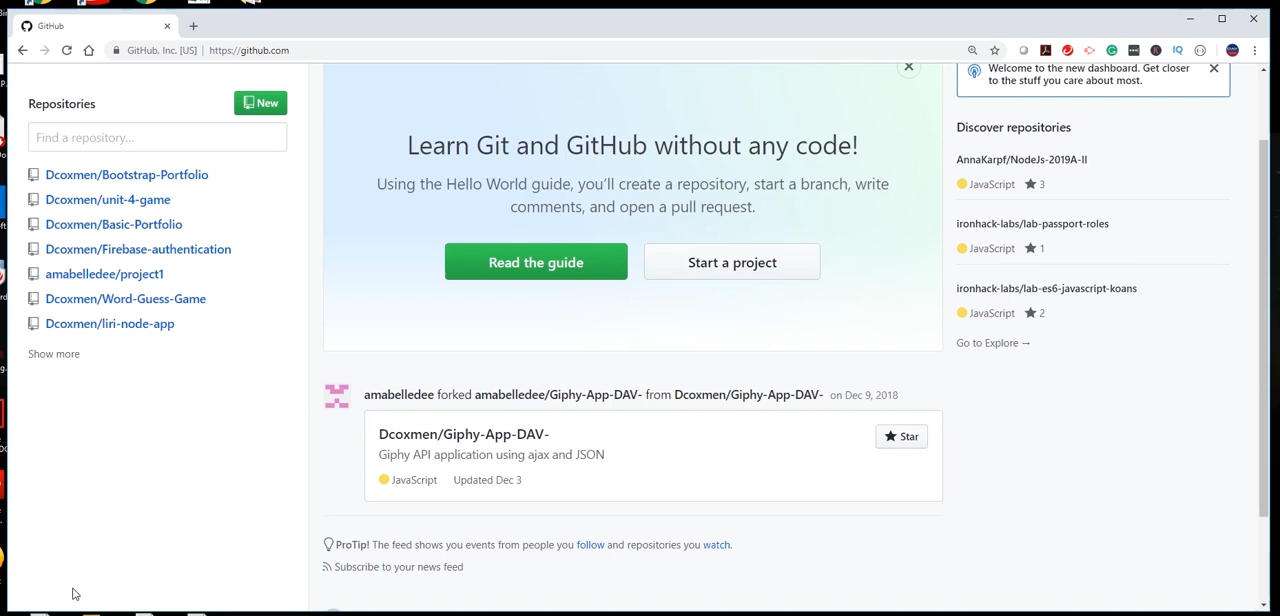 GitHub
GitHub, Inc. [US] | https://github.com
Repositories
New
Find a repository...
Dcoxmen/Bootstrap-Portfolio
Dcoxmen/unit-4-game
Dcoxmen/Basic-Portfolio
Dcoxmen/Firebase-authentication
amabelledee/project1
Dcoxmen/Word-Guess-Game
Dcoxmen/liri-node-app
Show more
Learn Git and GitHub without any code!
Using the Hello World guide, you’ll create a repository, start a branch, write
comments, and open a pull request.
Read the guide
Start a project
amabelledee forked amabelledee/Giphy-App-DAV- from Dcoxmen/Giphy-App-DAV- on Dec 9, 2018
Dcoxmen/Giphy-App-DAV-
Star
Giphy API application using ajax and JSON
JavaScript Updated Dec 3
ProTip! The feed shows you events from people you follow and repositories you watch.
Subscribe to your news feed
Welcome to the new dashboard. Get closer
to the stuff you care about most.
Discover repositories
AnnaKarpf/NodeJs-2019A-II
JavaScript 3
ironhack-labs/lab-passport-roles
JavaScript 1
ironhack-labs/lab-es6-javascript-koans
JavaScript 2
Go to Explore →